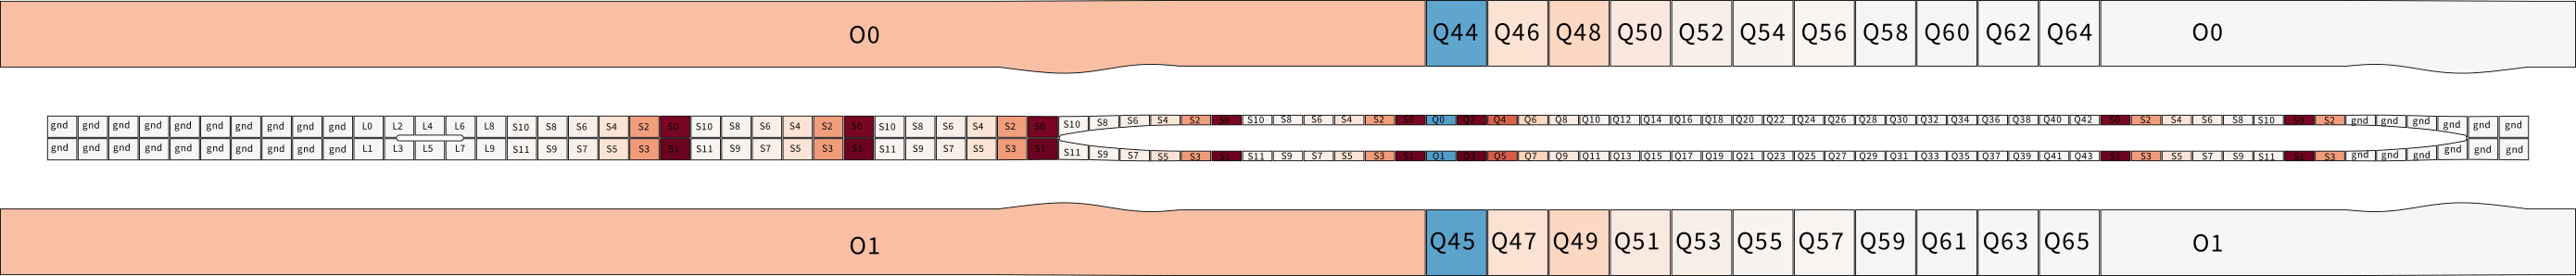 O0 Q44 Q46 Q48 Q50 Q52 Q54 Q56 Q58 Q60 Q62 Q64 O0
gnd gnd gnd gnd gnd gnd gnd gnd gnd gnd L0 L2 L4 L6 L8 S10 S8 S6 S4 S2 S0 S10 S8 S6 S4 S2 S0 S10 S8 S6 S4 S2 S0 S10 S8 S6 S4 S2 S0 S10 S8 S6 S4 S2 S0 Q0 Q2 Q4 Q6 Q8 Q10 Q12 Q14 Q16 Q18 Q20 Q22 Q24 Q26 Q28 Q30 Q32 Q34 Q36 Q38 Q40 Q42 S0 S2 S4 S6 S8 S10 S0 S2 gnd gnd gnd gnd gnd gnd
gnd gnd gnd gnd gnd gnd gnd gnd gnd gnd L1 L3 L5 L7 L9 S11 S9 S7 S5 S3 S1 S11 S9 S7 S5 S3 S1 S11 S9 S7 S5 S3 S1 S11 S9 S7 S5 S3 S1 S11 S9 S7 S5 S3 S1 Q1 Q3 Q5 Q7 Q9 Q11 Q13 Q15 Q17 Q19 Q21 Q23 Q25 Q27 Q29 Q31 Q33 Q35 Q37 Q39 Q41 Q43 S1 S3 S5 S7 S9 S11 S1 S3 gnd gnd gnd gnd gnd gnd
O1 Q45 Q47 Q49 Q51 Q53 Q55 Q57 Q59 Q61 Q63 Q65 O1